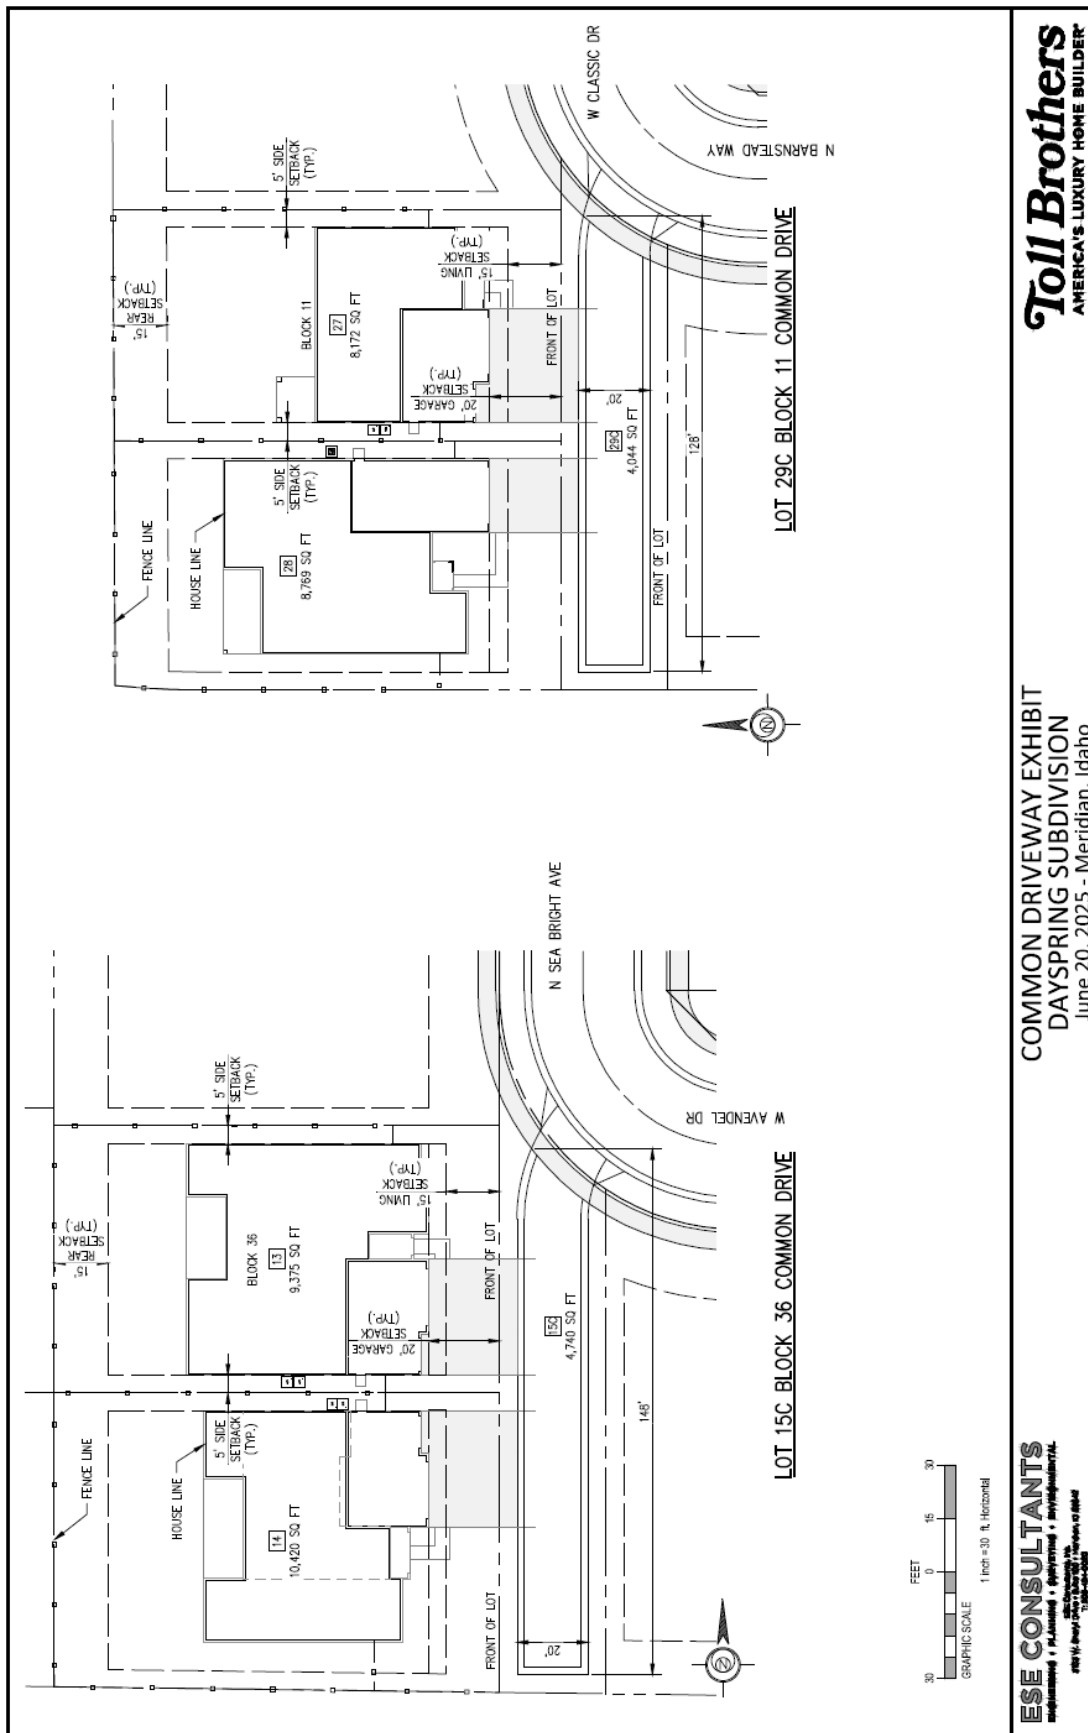 15' REAR
SETBACK
(TYP.)
5' SIDE
SETBACK
(TYP.)
FENCE LINE
HOUSE LINE
5' SIDE
SETBACK
(TYP.)
14
10,420 SQ FT
BLOCK 36
13
9,375 SQ FT
20' GARAGE
SETBACK
(TYP.)
15' LIVING
SETBACK
(TYP.)
FRONT OF LOT
FRONT OF LOT
20'
15C
4,740 SQ FT
148'
N SEA BRIGHT AVE
W AVENDEL DR
N
LOT 15C BLOCK 36 COMMON DRIVE
15' REAR
SETBACK
(TYP.)
5' SIDE
SETBACK
(TYP.)
FENCE LINE
HOUSE LINE
5' SIDE
SETBACK
(TYP.)
28
8,769 SQ FT
BLOCK 11
27
8,172 SQ FT
20' GARAGE
SETBACK
(TYP.)
15' LIVING
SETBACK
(TYP.)
FRONT OF LOT
FRONT OF LOT
20'
29C
4,044 SQ FT
128'
W CLASSIC DR
N BARNSTEAD WAY
N
LOT 29C BLOCK 11 COMMON DRIVE
FEET
30 0 15 30
GRAPHIC SCALE
1 inch =30 ft. Horizontal
ESE CONSULTANTS
ENGINEERING • PLANNING • SURVEYING • ENVIRONMENTAL
COMMON DRIVEWAY EXHIBIT
DAYSPRING SUBDIVISION
June 20, 2025 - Meridian, Idaho
Toll Brothers
AMERICA'S LUXURY HOME BUILDER®